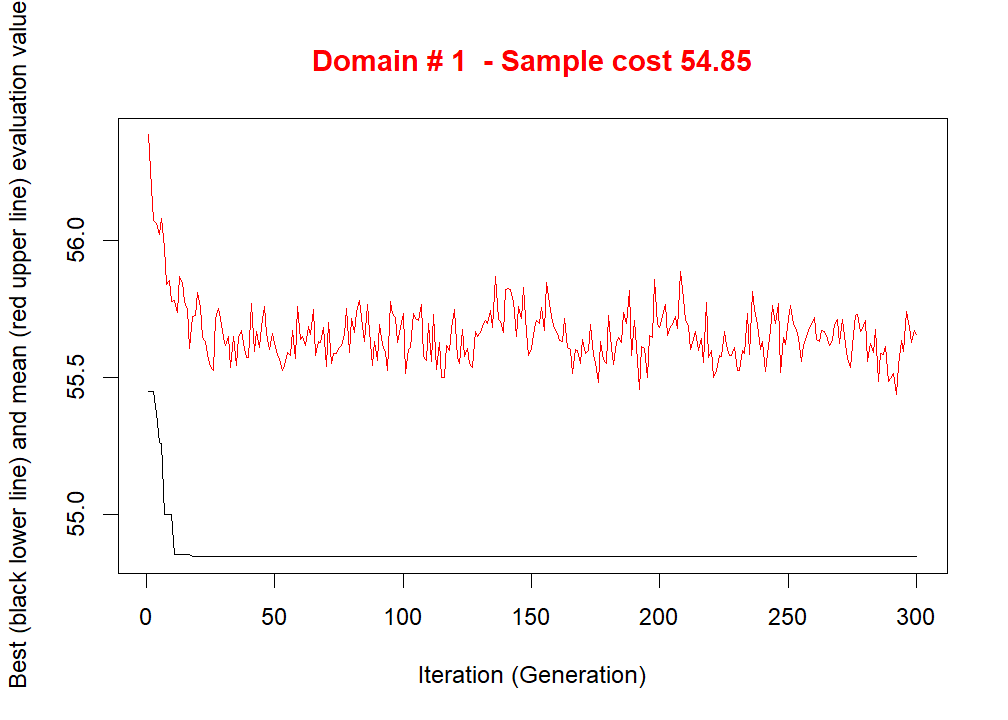 Domain # 1  - Sample cost 54.85
Best (black lower line) and mean (red upper line) evaluation value
56.0
55.5
55.0
0 50 100 150 200 250 300
Iteration (Generation)